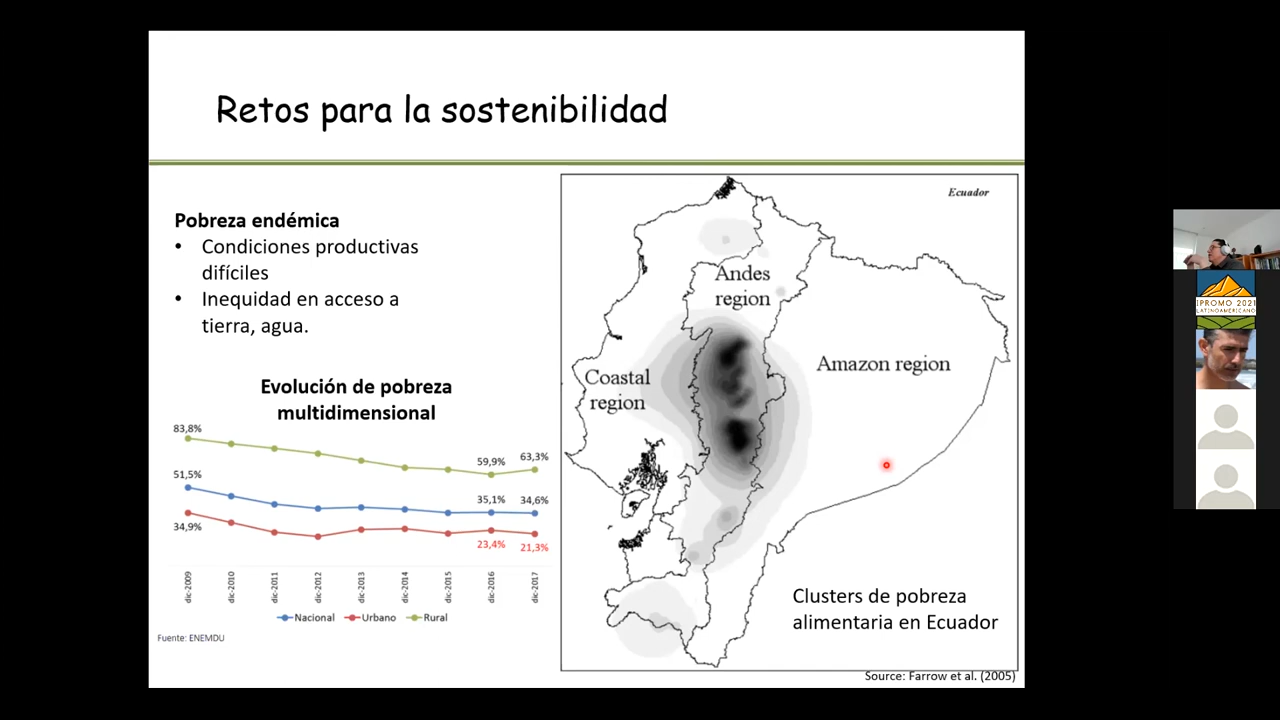 Retos para la sostenibilidad
Pobreza endémica
• Condiciones productivas
difíciles
• Inequidad en acceso a
tierra, agua.
Evolución de pobreza
multidimensional
83,8%
59,9%
63,3%
51,5%
35,1%
34,6%
34,9%
23,4%
21,3%
dic-2009
dic-2010
dic-2011
dic-2012
dic-2013
dic-2014
dic-2015
dic-2016
dic-2017
Nacional Urbano Rural
Fuente: ENEMDU
Ecuador
Andes
region
Amazon region
Coastal
region
Clusters de pobreza
alimentaria en Ecuador
Source: Farrow et al. (2005)
IPROMO 2021
LATINOAMERICANO